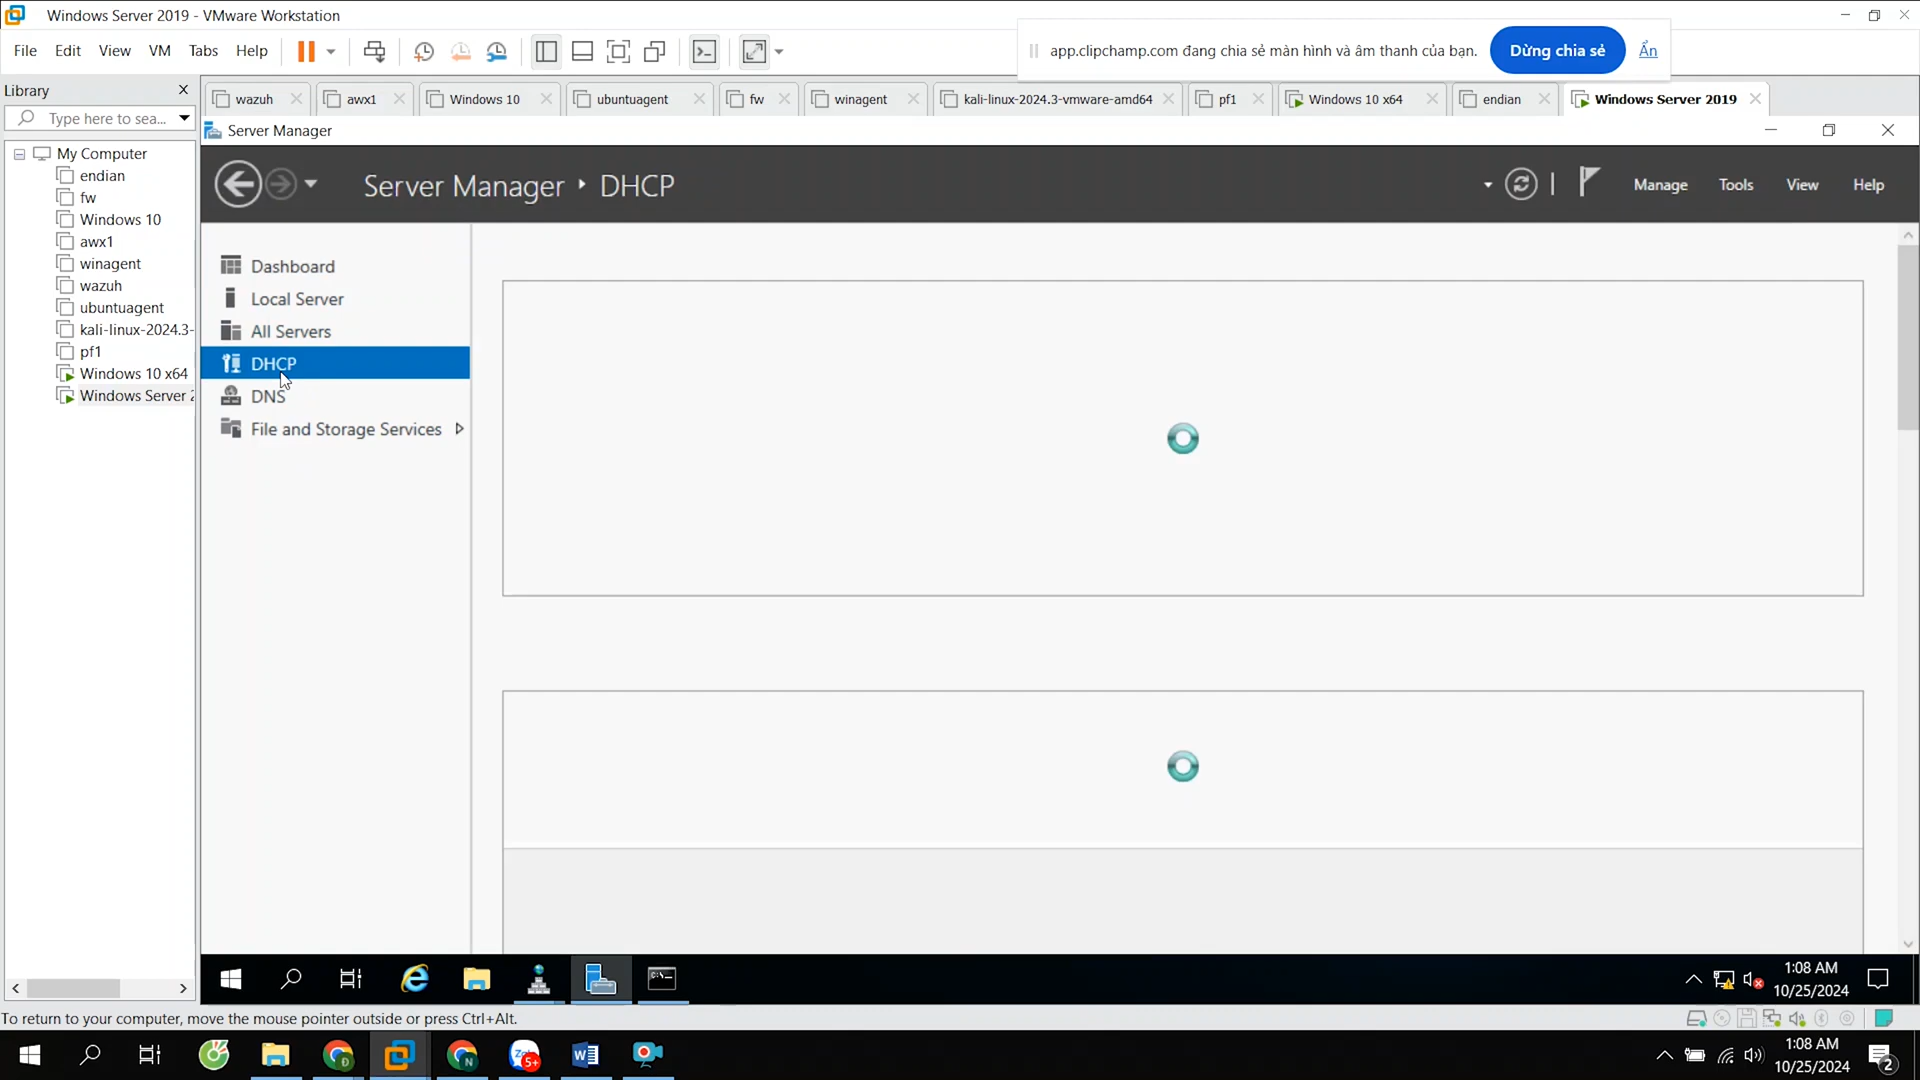 Windows Server 2019 - VMware Workstation
File Edit View VM Tabs Help
app.clipchamp.com đang chia sẻ màn hình và âm thanh của bạn. Dừng chia sẻ Ẩn
Library
Type here to sea...
wazuh awx1 Windows 10 ubuntuagent fw winagent kali-linux-2024.3-vmware-amd64 pf1 Windows 10 x64 endian Windows Server 2019
My Computer
endian
fw
Windows 10
awx1
winagent
wazuh
ubuntuagent
kali-linux-2024.3-
pf1
Windows 10 x64
Windows Server 2
Server Manager
Server Manager DHCP
Manage Tools View Help
Dashboard
Local Server
All Servers
DHCP
DNS
File and Storage Services
1:08 AM
10/25/2024
To return to your computer, move the mouse pointer outside or press Ctrl+Alt.
5+
1:08 AM
10/25/2024
2